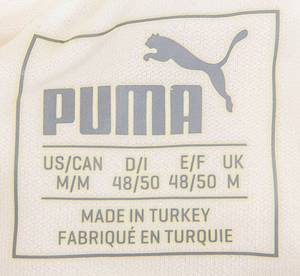 PUMA
US/CAN D/I E/F UK
M/M 48/50 48/50 M
MADE IN TURKEY
FABRIQUÉ EN TURQUIE